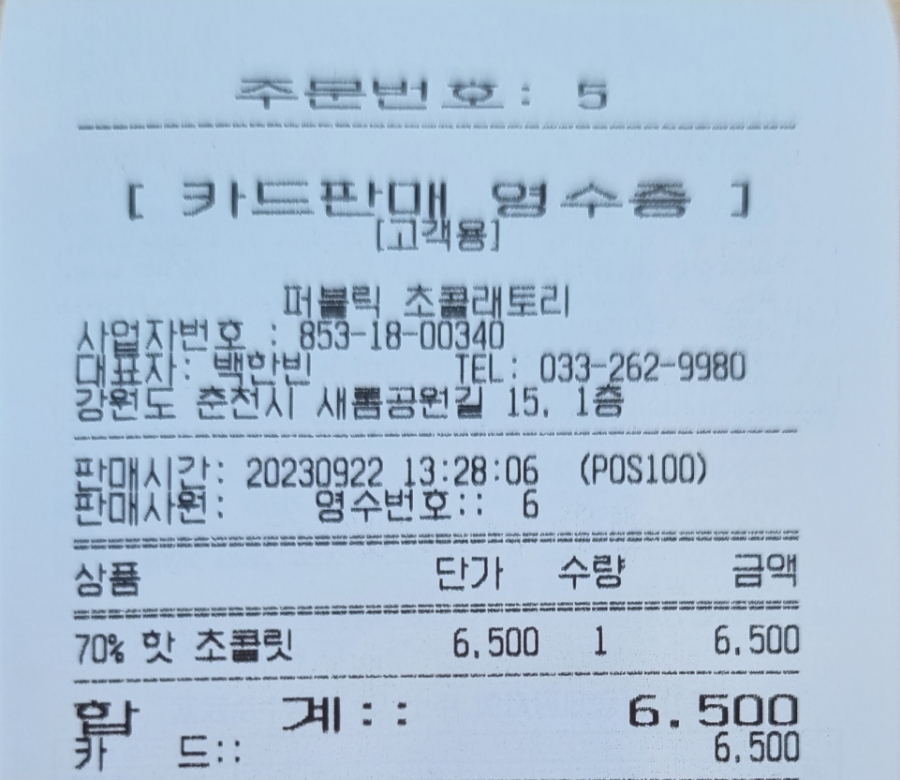 주문번호: 5
[ 카드판매 영수증 ]
[고객용]
퍼블릭 초콜래토리
사업자번호 : 853-18-00340
대표자: 백한빈 TEL: 033-262-9980
강원도 춘천시 새롬공원길 15, 1층
판매시간: 20230922 13:28:06 (POS100)
판매사원: 영수번호:: 6
상품 단가 수량 금액
70% 핫 초콜릿 6,500 1 6,500
합 계:: 6.500
카 드:: 6,500